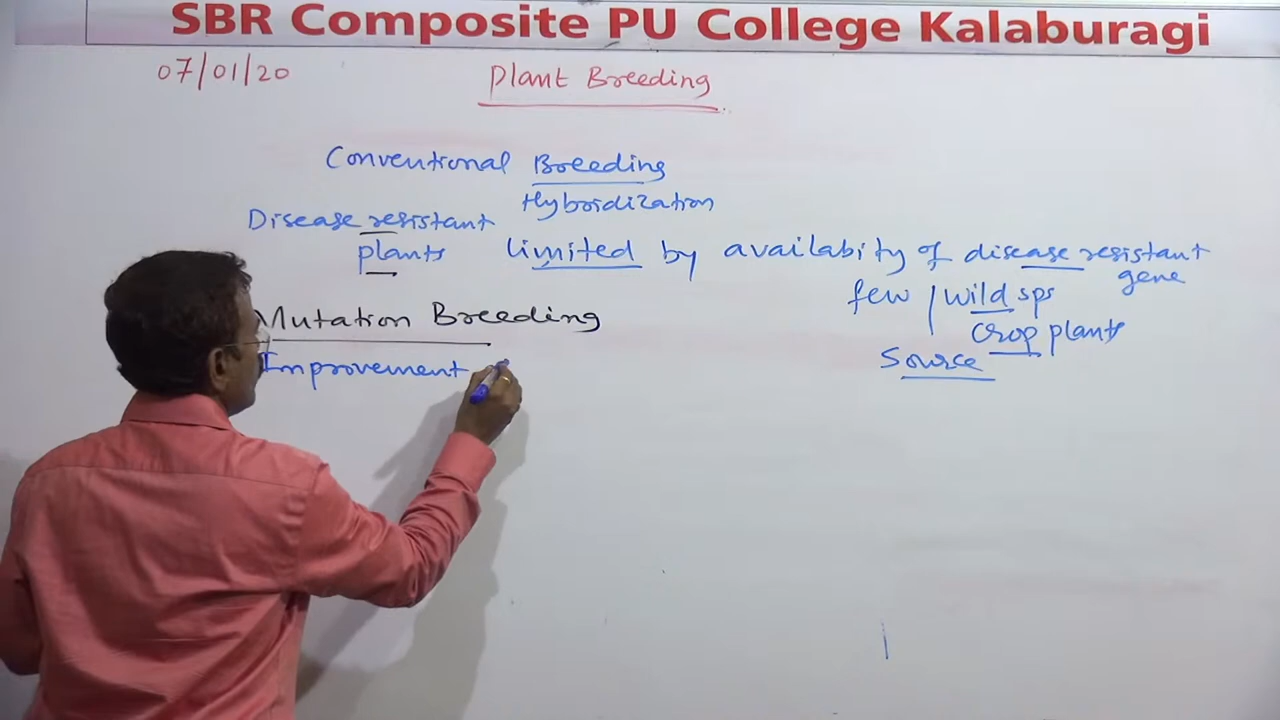 SBR Composite PU College Kalaburagi
07/01/20
Plant Breeding
Conventional Breeding
Hybridization
Disease resistant
plants limited by availabity of disease resistant
gene
few wild sps
crop plants
Source
Mutation Breeding
Improvement